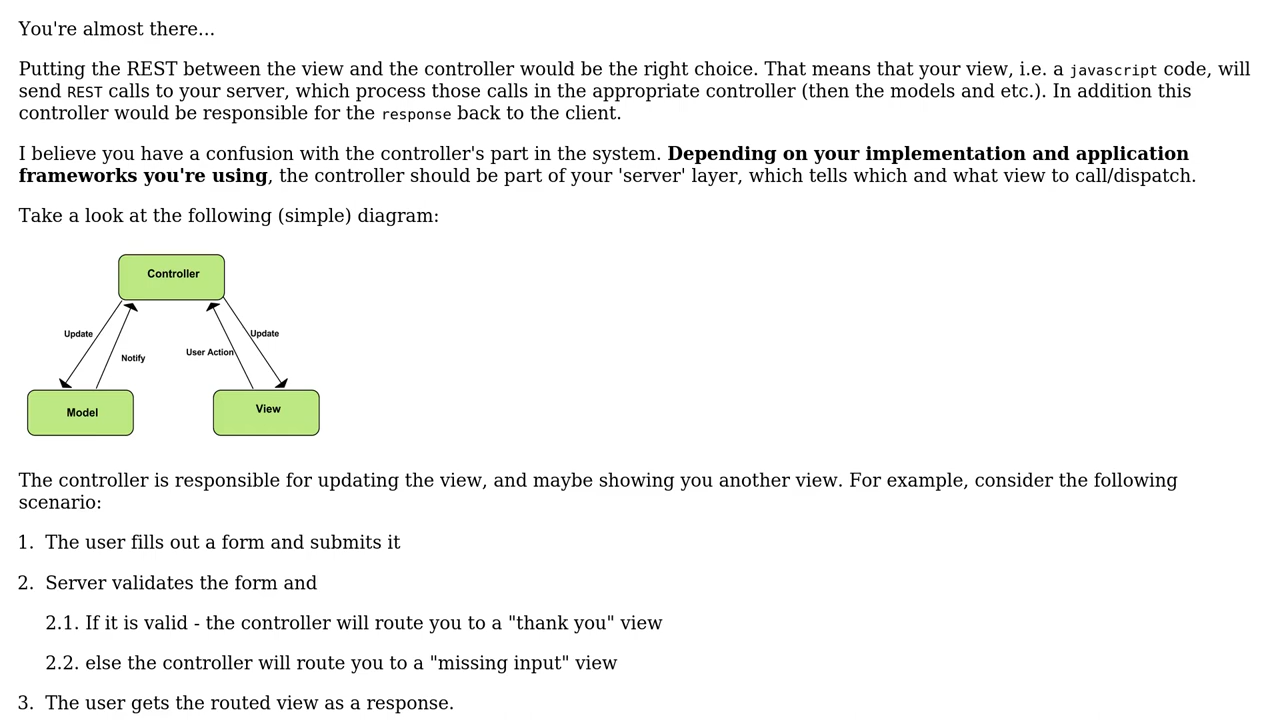 You're almost there...
Putting the REST between the view and the controller would be the right choice. That means that your view, i.e. a javascript code, will
send REST calls to your server, which process those calls in the appropriate controller (then the models and etc.). In addition this
controller would be responsible for the response back to the client.
I believe you have a confusion with the controller's part in the system. Depending on your implementation and application
frameworks you're using, the controller should be part of your 'server' layer, which tells which and what view to call/dispatch.
Take a look at the following (simple) diagram:
Controller
Update
Update
User Action
Notify
Model
View
The controller is responsible for updating the view, and maybe showing you another view. For example, consider the following
scenario:
1. The user fills out a form and submits it
2. Server validates the form and
2.1. If it is valid - the controller will route you to a "thank you" view
2.2. else the controller will route you to a "missing input" view
3. The user gets the routed view as a response.